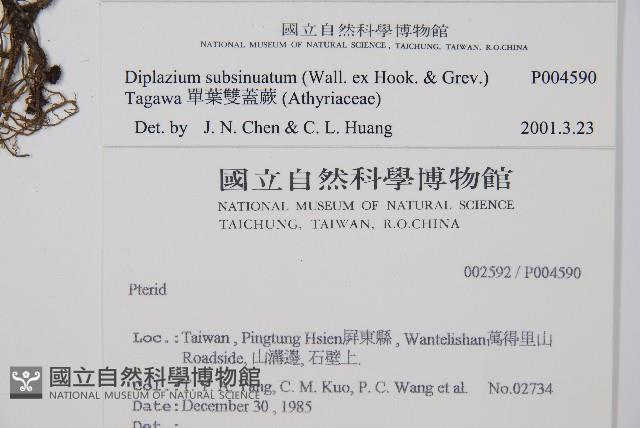 國立自然科學博物館
NATIONAL MUSEUM OF NATURAL SCIENCE, TAICHUNG, TAIWAN, R.O.CHINA
Diplazium subsinuatum (Wall. ex Hook. & Grev.) P004590
Tagawa 單葉雙蓋蕨 (Athyriaceae)
Det. by J. N. Chen & C. L. Huang 2001.3.23
國立自然科學博物館
NATIONAL MUSEUM OF NATURAL SCIENCE
TAICHUNG, TAIWAN, R.O.CHINA
002592 / P004590
Pterid
Loc.: Taiwan, Pingtung Hsien屏東縣, Wantelishan萬得里山
Roadside, 山溝邊, 石壁上.
Yang, C. M. Kuo, P. C. Wang et al. No.02734
Date: December 30, 1985
Det.:
國立自然科學博物館
NATIONAL MUSEUM OF NATURAL SCIENCE